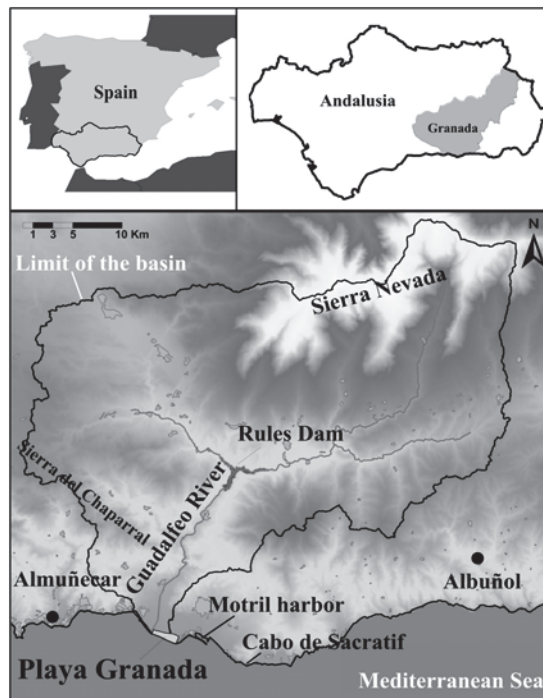 Spain
Andalusia
Granada
1 3 5 10 Km
N
Limit of the basin
Sierra Nevada
Rules Dam
Sierra del Chaparral
Guadalfeo River
Almuñecar
Albuñol
Motril harbor
Cabo de Sacratif
Playa Granada
Mediterranean Sea